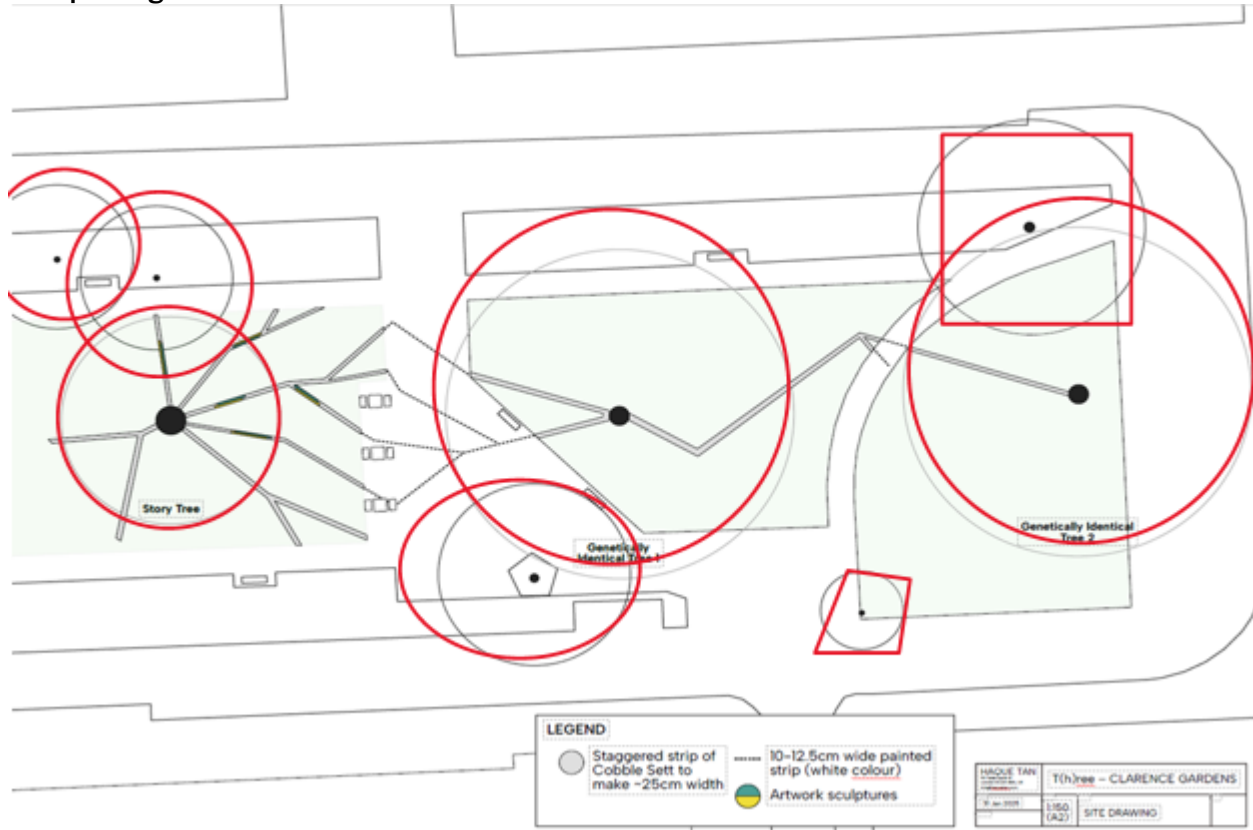 Story Tree
Genetically
Identical Tree 1
Genetically Identical
Tree 2
LEGEND
Staggered strip of
Cobble Sett to
make ~25cm width
10-12.5cm wide painted
strip (white colour)
Artwork sculptures
HAQUE TAN
T(h)ree – CLARENCE GARDENS
1:150
(A2)
SITE DRAWING